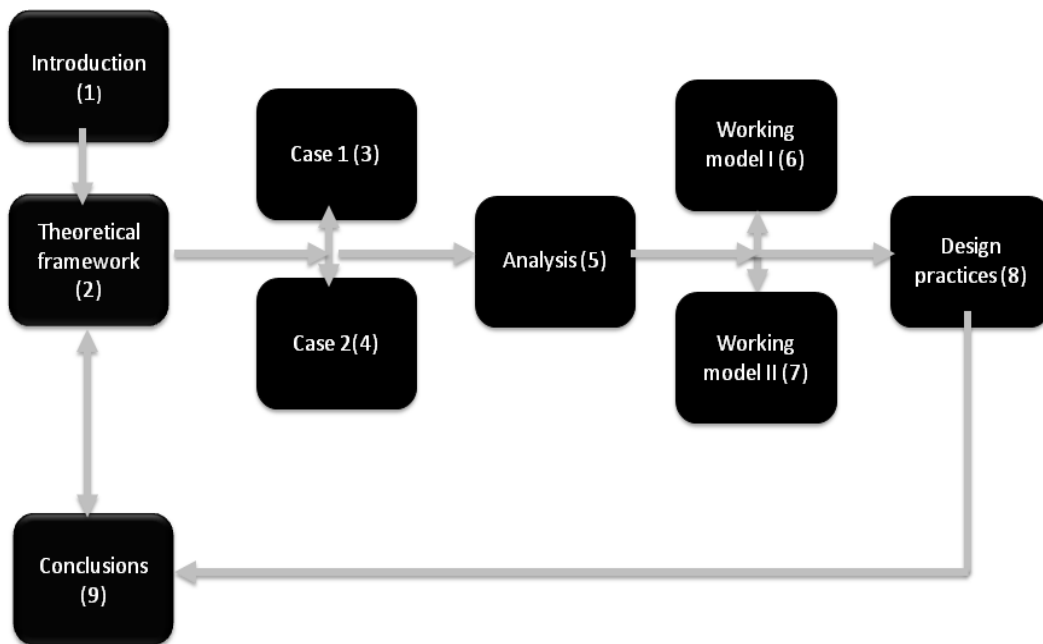 Introduction
(1)
Theoretical
framework
(2)
Case 1 (3)
Case 2(4)
Analysis (5)
Working
model I (6)
Working
model II (7)
Design
practices (8)
Conclusions
(9)